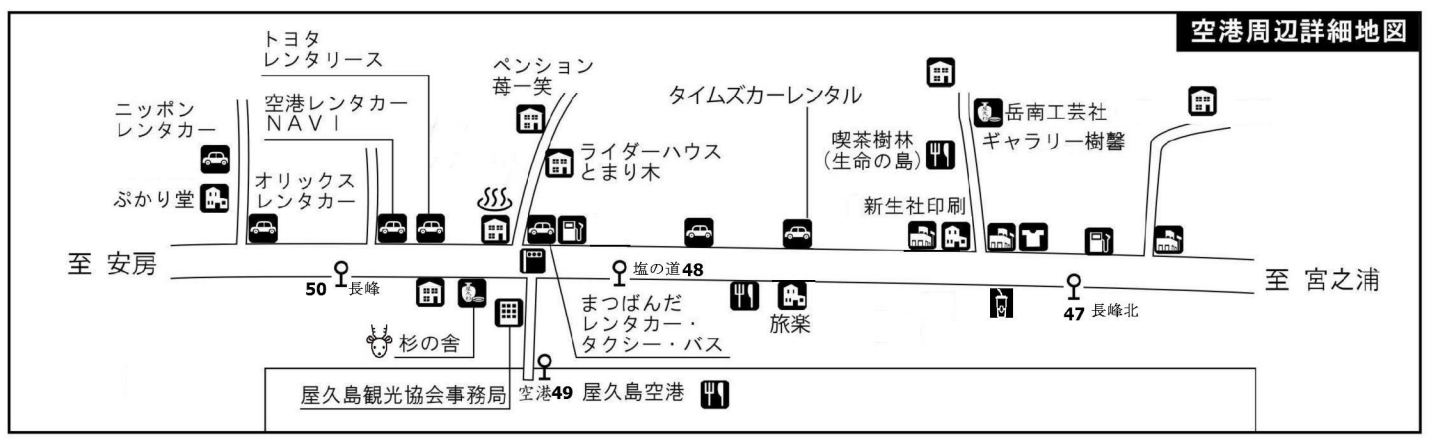 空港周辺詳細地図
トヨタ
レンタリース
ペンション
苺一笑
ニッポン
レンタカー
空港レンタカー
NAVI
タイムズカーレンタル
岳南工芸社
ギャラリー樹馨
喫茶樹林
(生命の島)
ライダーハウス
とまり木
ぷかり堂
オリックス
レンタカー
新生社印刷
至 安房
至 宮之浦
50 長峰
塩の道48
47 長峰北
まつばんだ
レンタカー・
タクシー・バス
旅楽
杉の舎
屋久島観光協会事務局
空港49
屋久島空港